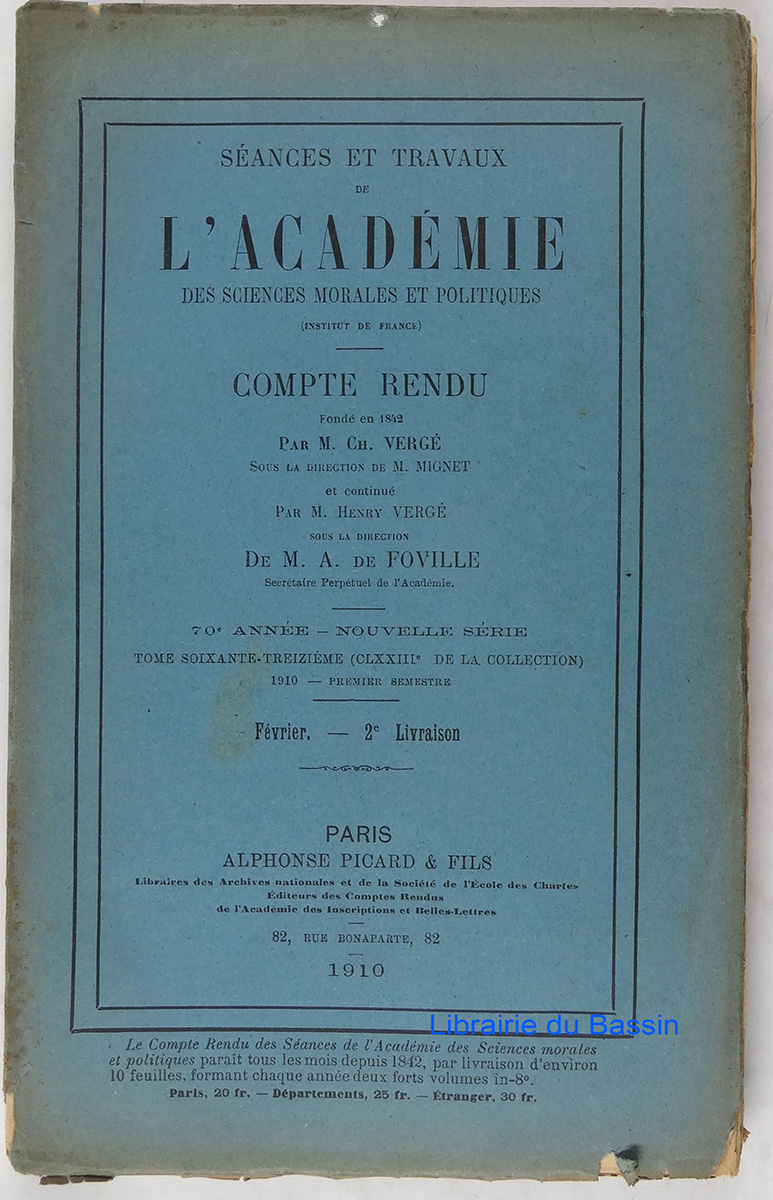 SÉANCES ET TRAVAUX
DE
L'ACADÉMIE
DES SCIENCES MORALES ET POLITIQUES
(INSTITUT DE FRANCE)
COMPTE RENDU
Fondé en 1842
PAR M. CH. VERGÉ
SOUS LA DIRECTION DE M. MIGNET
et continué
PAR M. HENRY VERGÉ
SOUS LA DIRECTION
DE M. A. DE FOVILLE
Secrétaire Perpétuel de l'Académie.
70e ANNÉE — NOUVELLE SÉRIE
TOME SOIXANTE-TREIZIÈME (CLXXIIIe DE LA COLLECTION)
1910 — PREMIER SEMESTRE
Février. — 2e Livraison
PARIS
ALPHONSE PICARD & FILS
Libraires des Archives nationales et de la Société de l'École des Chartes
Éditeurs des Comptes Rendus
de l'Académie des Inscriptions et Belles-Lettres
82, RUE BONAPARTE, 82
1910
Librairie du Bassin
Le Compte Rendu des Séances de l'Académie des Sciences morales
et politiques paraît tous les mois depuis 1842, par livraison d'environ
10 feuilles, formant chaque année deux forts volumes in-8º.
Paris, 20 fr. — Départements, 25 fr. — Étranger, 30 fr.